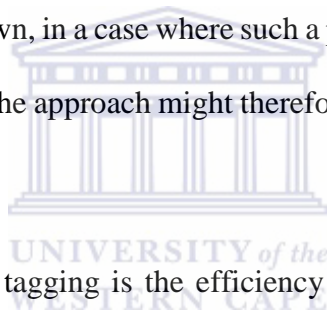 wn, in a case where such a
he approach might therefo
UNIVERSITY of the
tagging is the efficiency
WESTERN CAPE